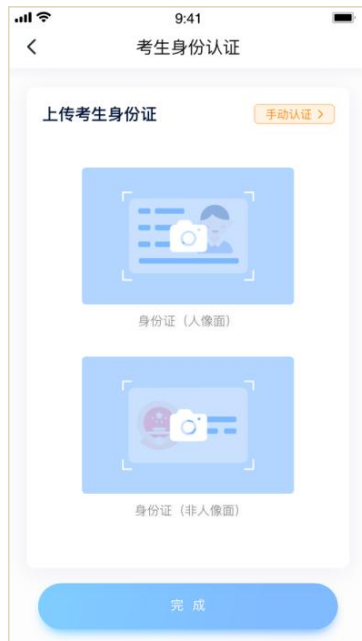 9:41
考生身份认证
上传考生身份证
手动认证 >
身份证（人像面）
身份证（非人像面）
完 成